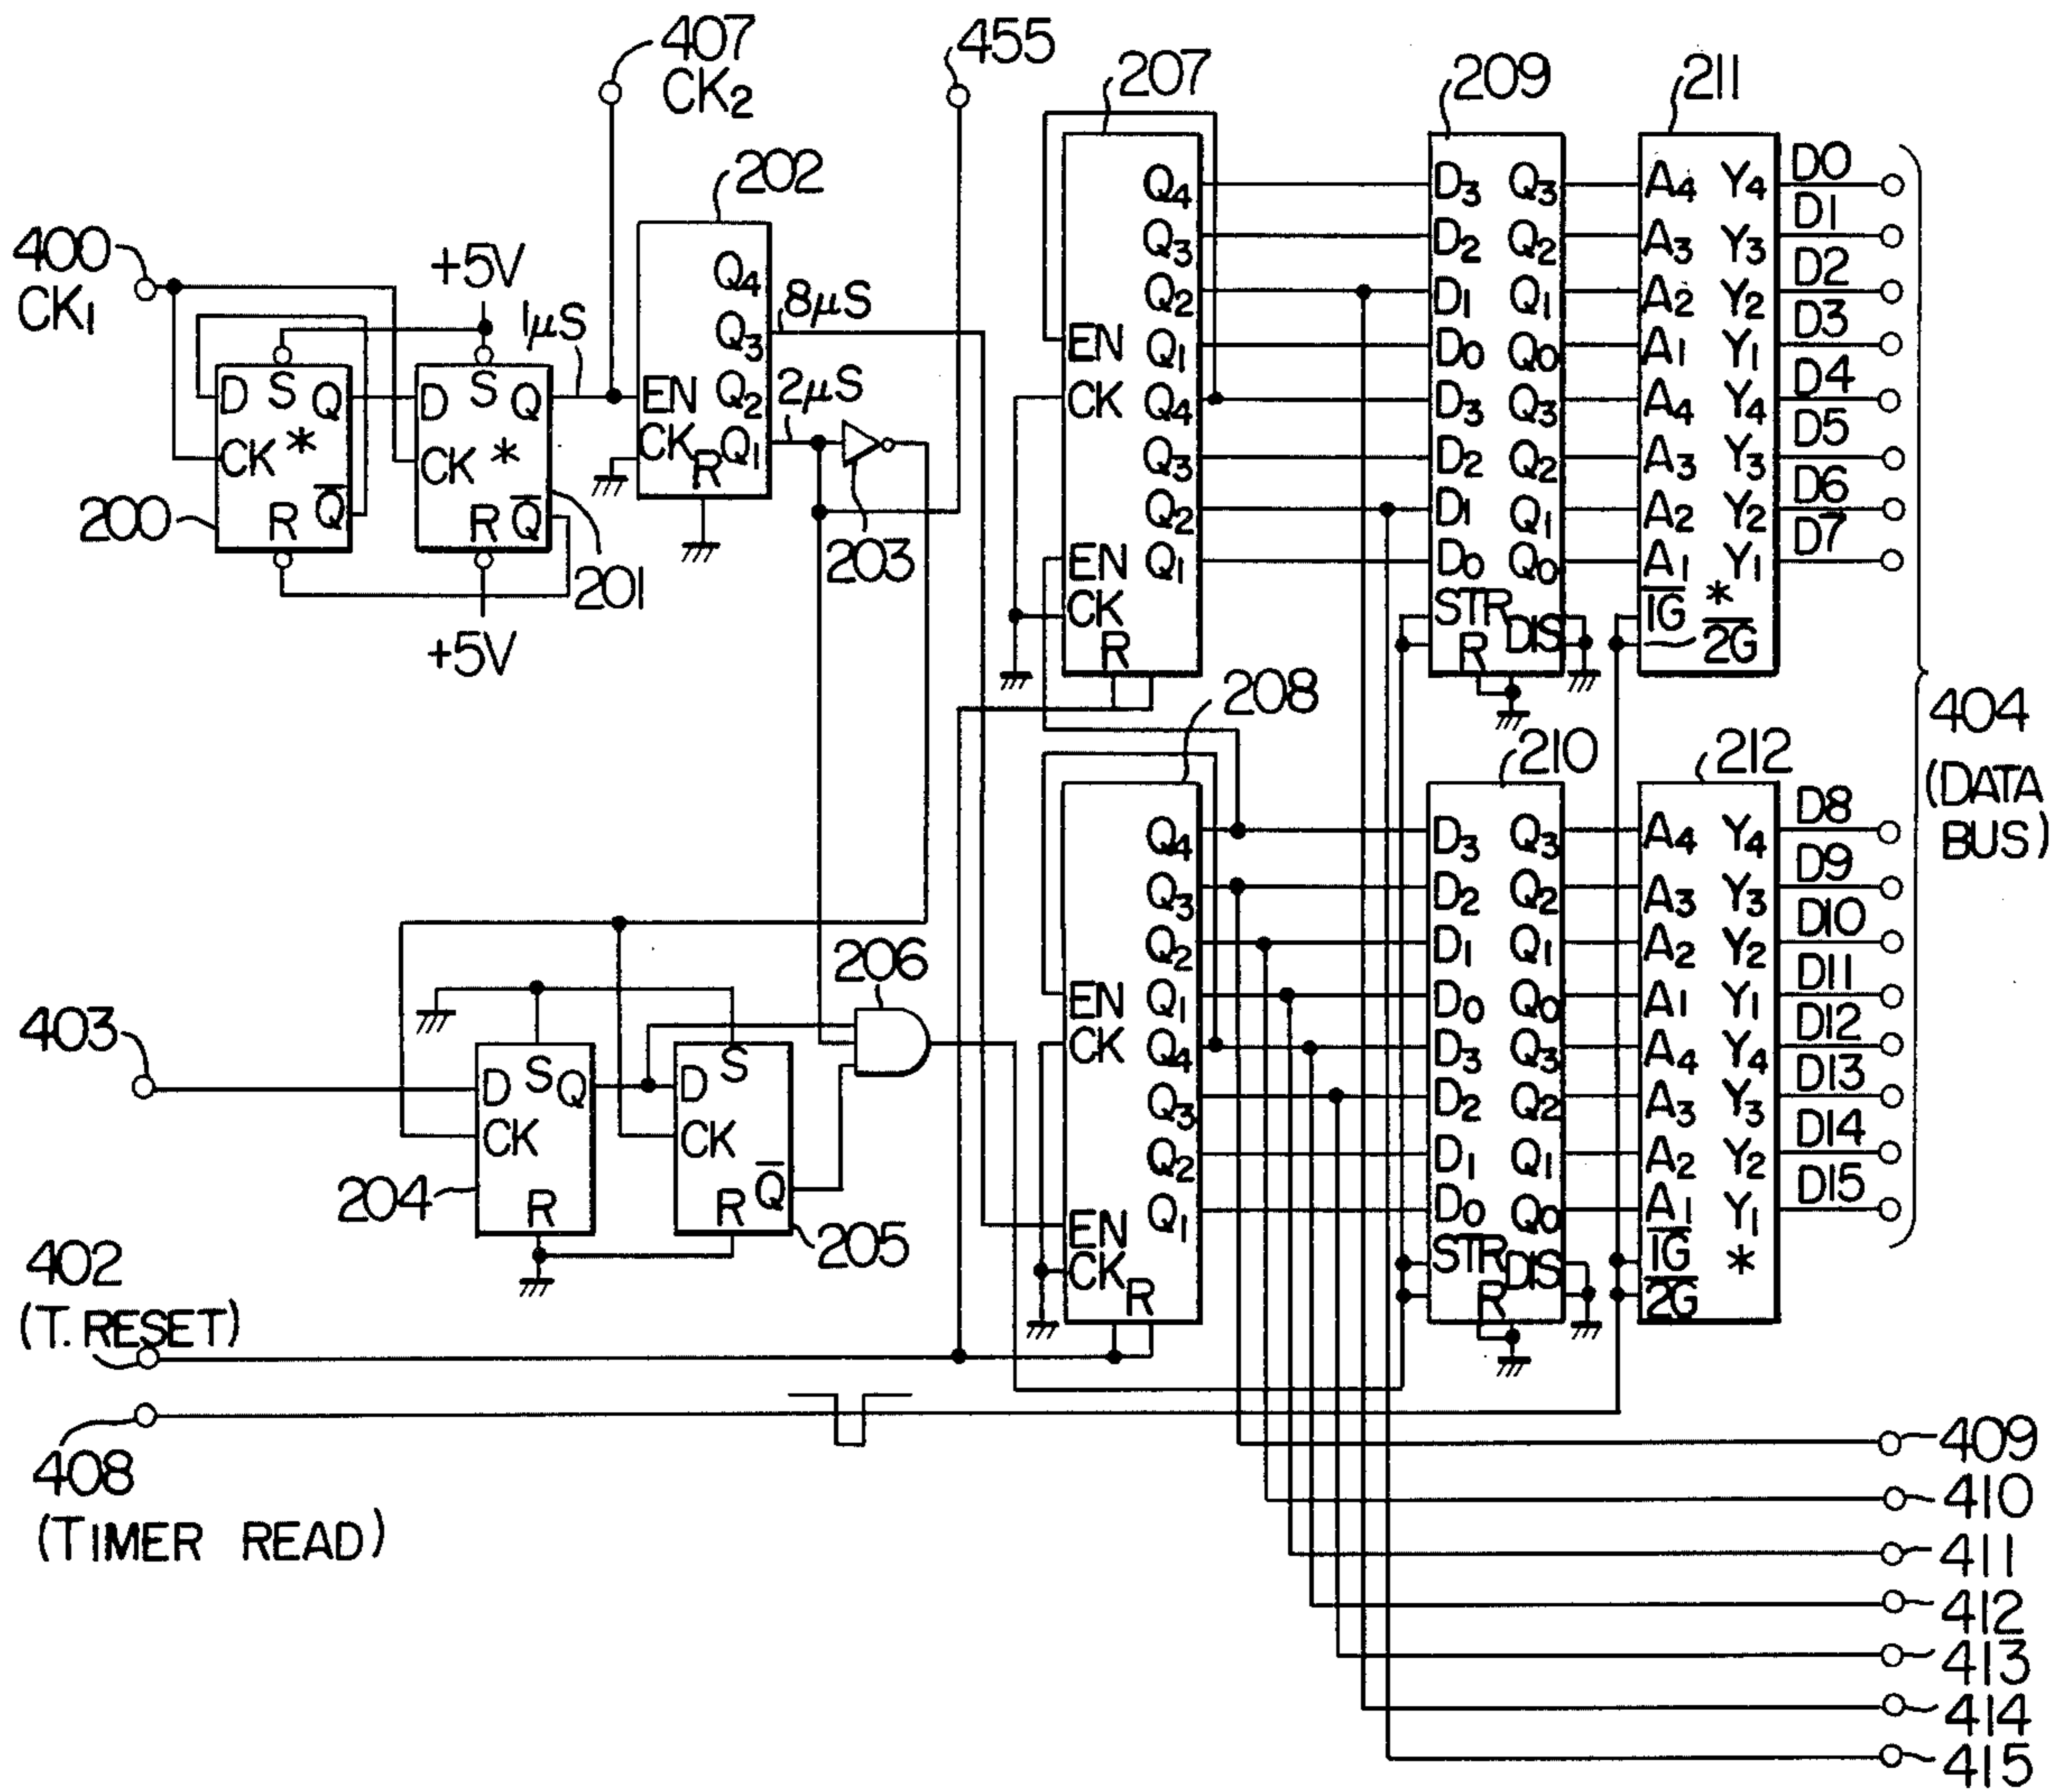 407
CK2
455
207
209
211
202
400
CK1
+5V
1μS
D S Q
CK *
R Q̅
200
D S Q
CK *
R Q̅
201
+5V
Q4
Q3
Q2
EN
CK
R Q1
8μS
2μS
203
Q4
Q3
Q2
EN Q1
CK Q4
Q3
Q2
EN Q1
CK
R
D3 Q3
D2 Q2
D1 Q1
D0 Q0
D3 Q3
D2 Q2
D1 Q1
D0 Q0
STR
R DIS
A4 Y4
A3 Y3
A2 Y2
A1 Y1
A4 Y4
A3 Y3
A2 Y2
A1 Y1
1G̅ *
2G̅
D0
D1
D2
D3
D4
D5
D6
D7
404
(DATA
BUS)
208
210
212
Q4
Q3
Q2
EN Q1
CK Q4
Q3
Q2
EN Q1
CK
R
D3 Q3
D2 Q2
D1 Q1
D0 Q0
D3 Q3
D2 Q2
D1 Q1
D0 Q0
STR
DIS
R
A4 Y4
A3 Y3
A2 Y2
A1 Y1
A4 Y4
A3 Y3
A2 Y2
A1 Y1
1G̅ *
2G̅
D8
D9
D10
D11
D12
D13
D14
D15
206
403
D S Q
CK
R
204
D S
CK
R Q̅
205
402
(T. RESET)
408
(TIMER READ)
409
410
411
412
413
414
415